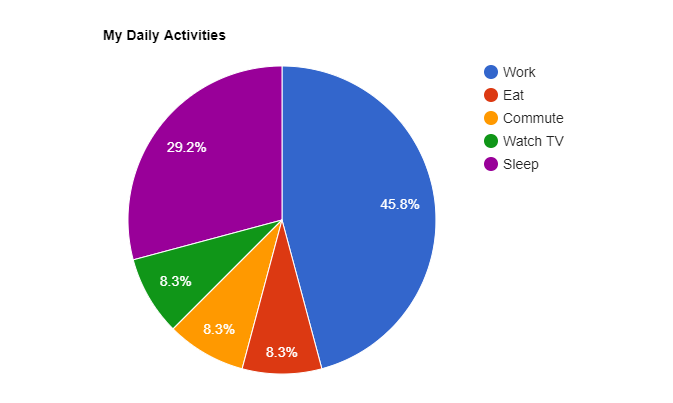 My Daily Activities
Work
Eat
Commute
Watch TV
Sleep
29.2%
45.8%
8.3%
8.3%
8.3%